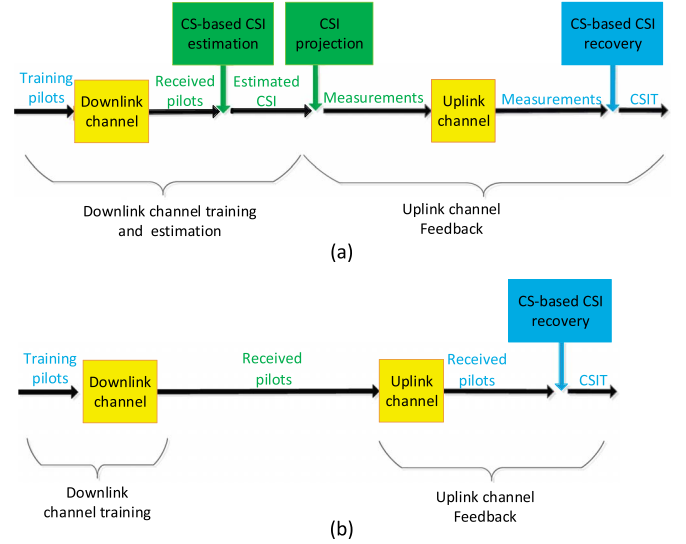 CS-based CSI
estimation
CSI
projection
CS-based CSI
recovery
Training
pilots
Downlink
channel
Received
pilots
Estimated
CSI
Measurements
Uplink
channel
Measurements
CSIT
Downlink channel training
and estimation
Uplink channel
Feedback
(a)
CS-based CSI
recovery
Training
pilots
Downlink
channel
Received
pilots
Uplink
channel
Received
pilots
CSIT
Downlink
channel training
Uplink channel
Feedback
(b)